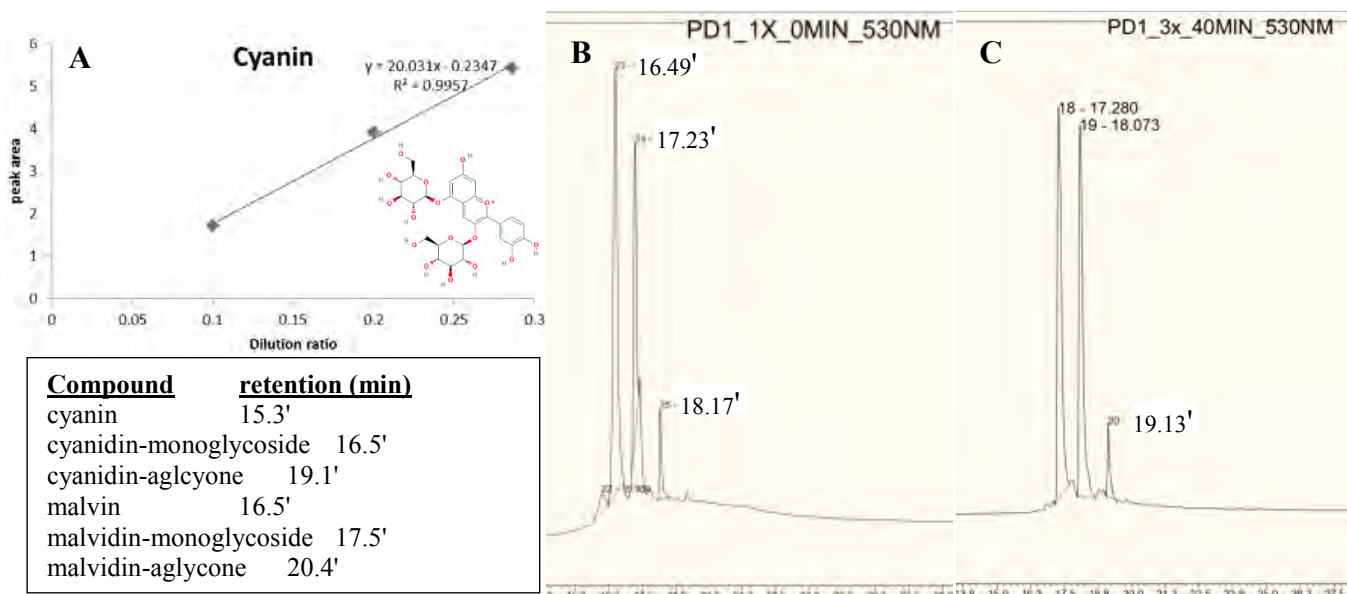 A
Cyanin
y = 20.031x - 0.2347
R² = 0.9957
6
5
4
3
2
1
0
peak area
0 0.05 0.1 0.15 0.2 0.25 0.3
Dilution ratio
Compound retention (min)
cyanin 15.3'
cyanidin-monoglycoside 16.5'
cyanidin-aglcyone 19.1'
malvin 16.5'
malvidin-monoglycoside 17.5'
malvidin-aglycone 20.4'
B
PD1_1X_0MIN_530NM
16.49'
17.23'
18.17'
C
PD1_3x_40MIN_530NM
18 - 17.280
19 - 18.073
20
19.13'